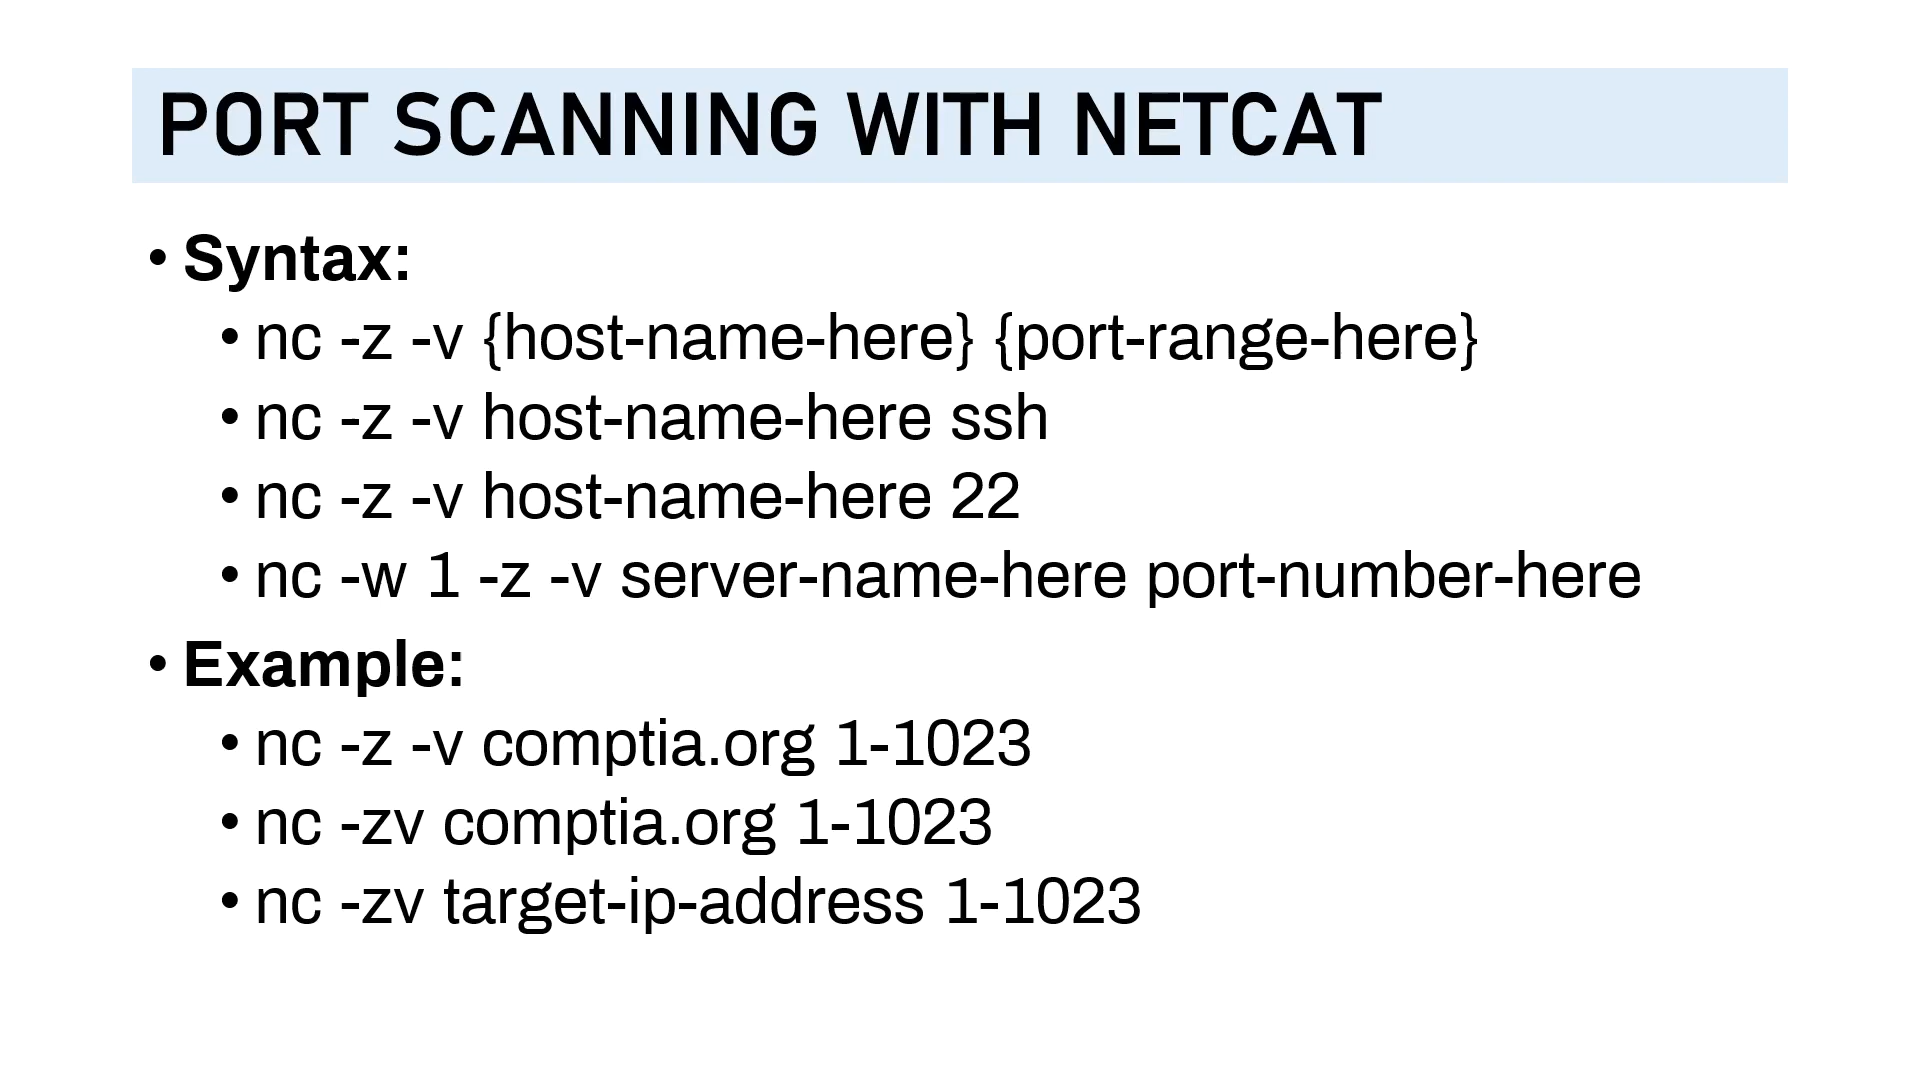 PORT SCANNING WITH NETCAT
• Syntax:
• nc -z -v {host-name-here} {port-range-here}
• nc -z -v host-name-here ssh
• nc -z -v host-name-here 22
• nc -w 1 -z -v server-name-here port-number-here
• Example:
• nc -z -v comptia.org 1-1023
• nc -zv comptia.org 1-1023
• nc -zv target-ip-address 1-1023